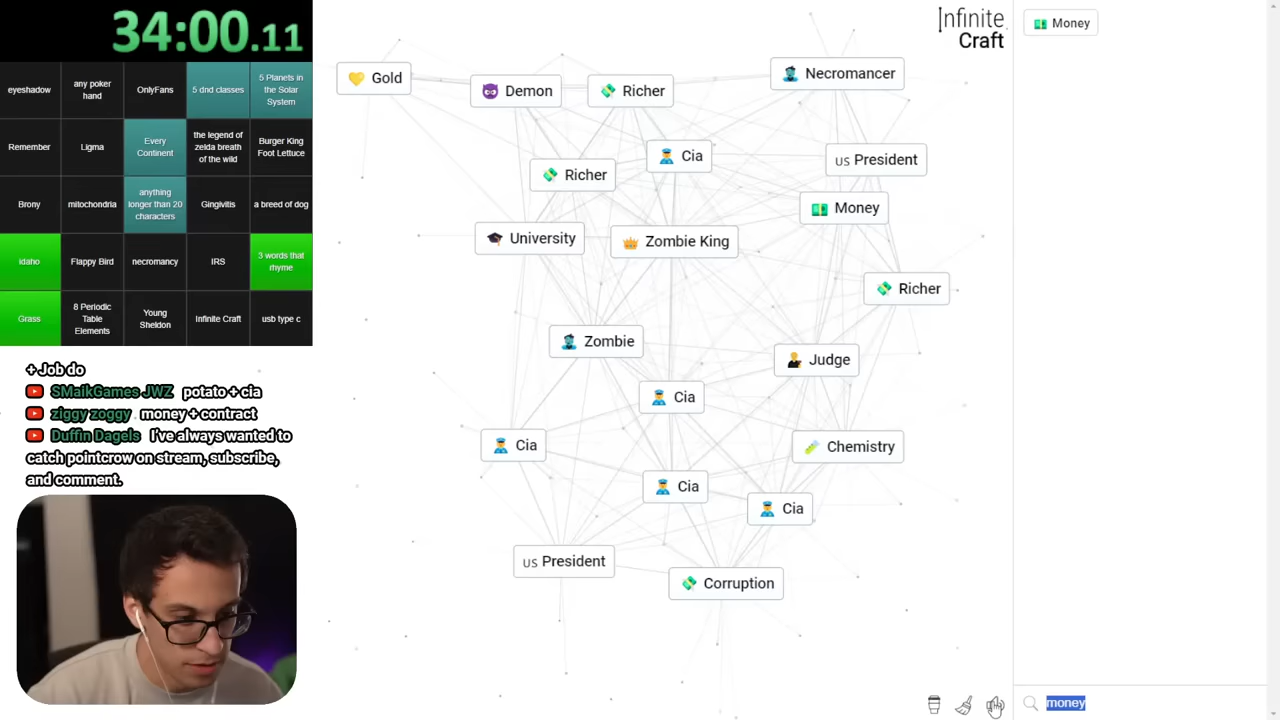 34:00.11
eyeshadow
any poker
hand
OnlyFans
5 dnd classes
5 Planets in
the Solar
System
Remember
Ligma
Every
Continent
the legend of
zelda breath
of the wild
Burger King
Foot Lettuce
Brony
mitochondria
anything
longer than 20
characters
Gingivitis
a breed of dog
idaho
Flappy Bird
necromancy
IRS
3 words that
rhyme
Grass
8 Periodic
Table
Elements
Young
Sheldon
Infinite Craft
usb type c
+ Job do
SMaikGames JWZ potato + cia
ziggy zoggy money + contract
Duffin Dagels I've always wanted to
catch pointcrow on stream, subscribe,
and comment.
Infinite
Craft
Gold
Demon
Richer
Necromancer
Cia
US President
Richer
Money
University
Zombie King
Richer
Zombie
Judge
Cia
Cia
Chemistry
Cia
Cia
US President
Corruption
Money
money